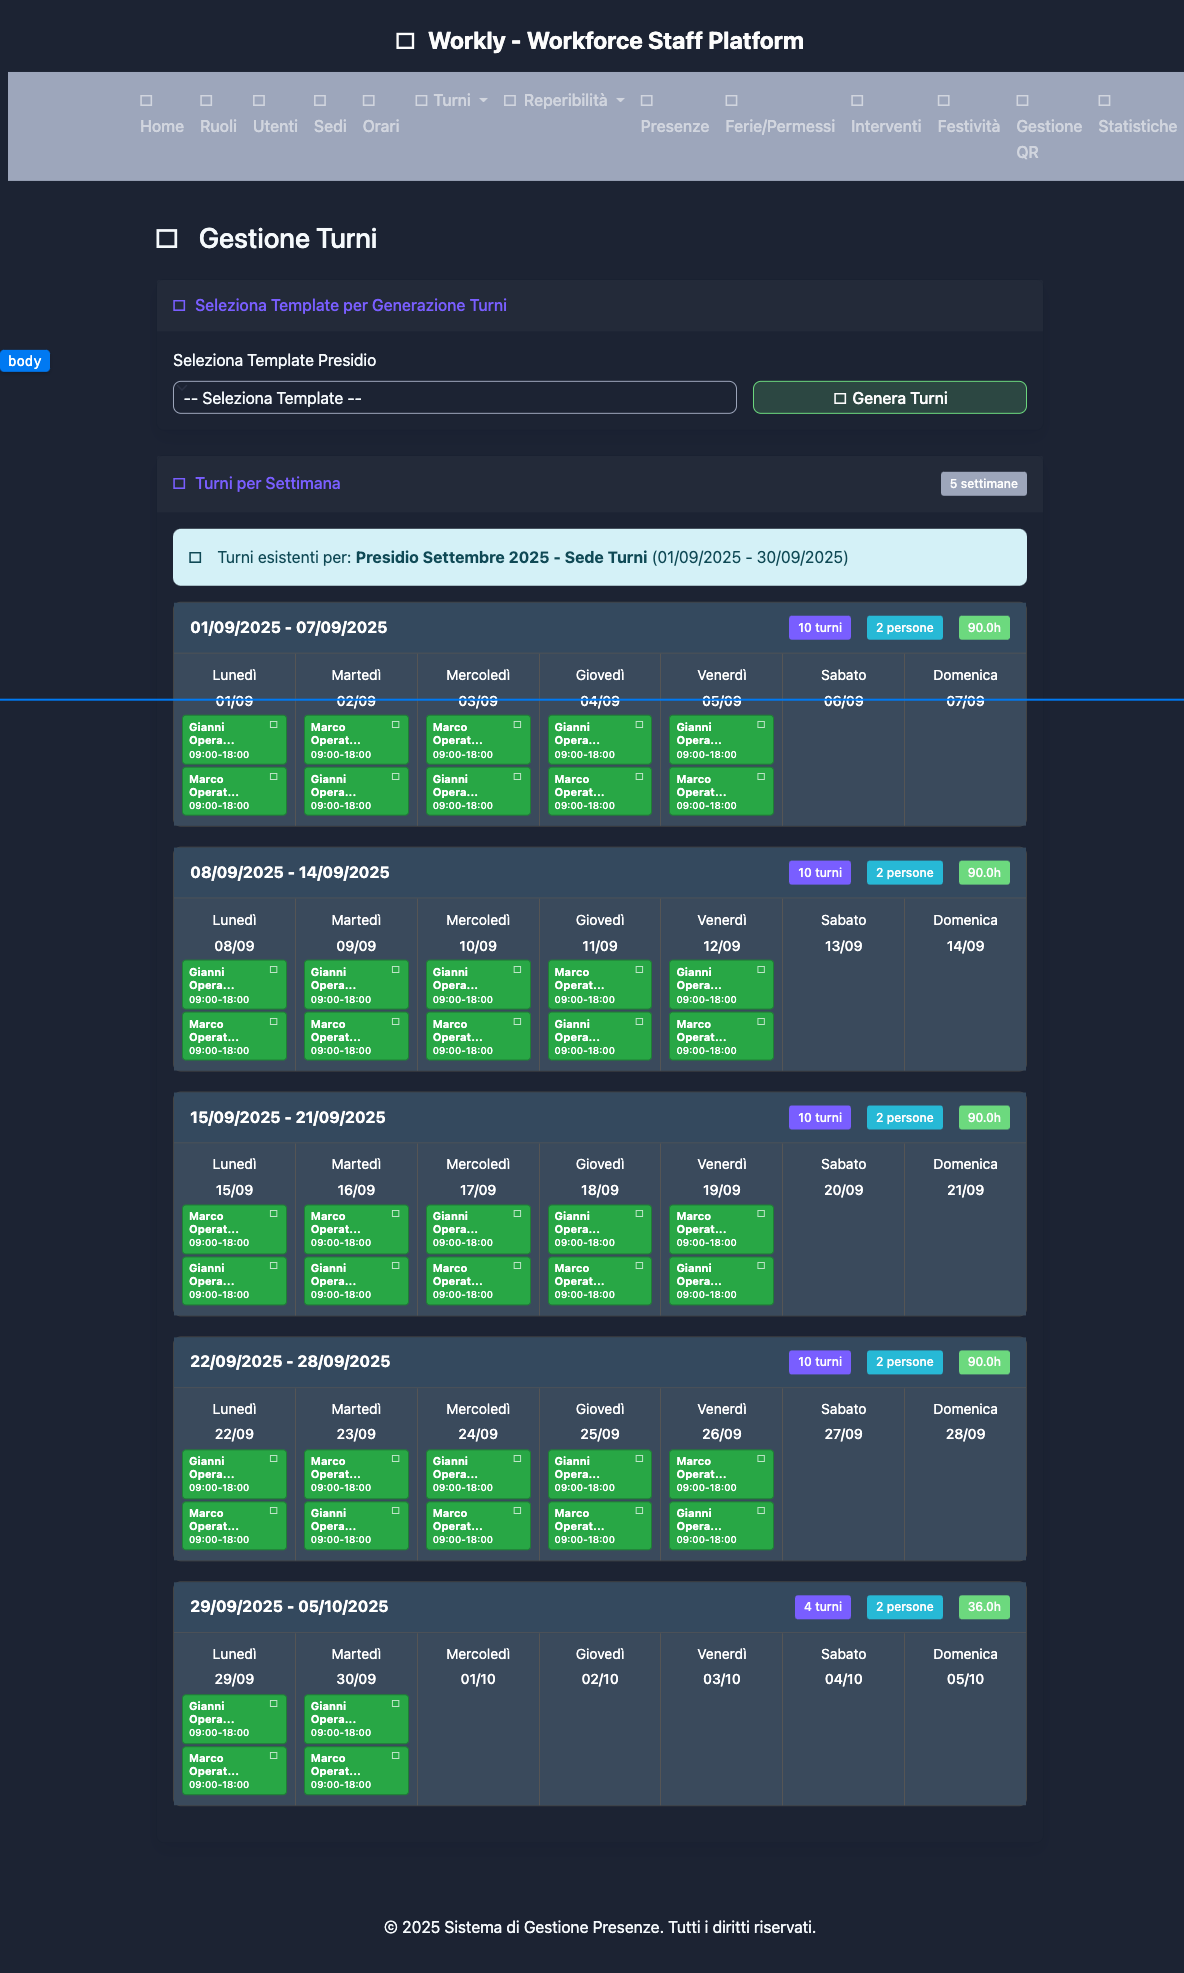 Workly - Workforce Staff Platform
Home Ruoli Utenti Sedi Orari Turni Reperibilità Presenze Ferie/Permessi Interventi Festività Gestione QR Statistiche
Gestione Turni
Seleziona Template per Generazione Turni
body
Seleziona Template Presidio
-- Seleziona Template -- Genera Turni
Turni per Settimana 5 settimane
Turni esistenti per: Presidio Settembre 2025 - Sede Turni (01/09/2025 - 30/09/2025)
01/09/2025 - 07/09/2025 10 turni 2 persone 90.0h
Lunedì Martedì Mercoledì Giovedì Venerdì Sabato Domenica
01/09 02/09 03/09 04/09 05/09 06/09 07/09
Gianni Marco Marco Gianni Gianni
Opera... Operat... Operat... Opera... Opera...
09:00-18:00 09:00-18:00 09:00-18:00 09:00-18:00 09:00-18:00
Marco Gianni Gianni Marco Marco
Operat... Opera... Opera... Operat... Operat...
09:00-18:00 09:00-18:00 09:00-18:00 09:00-18:00 09:00-18:00
08/09/2025 - 14/09/2025 10 turni 2 persone 90.0h
Lunedì Martedì Mercoledì Giovedì Venerdì Sabato Domenica
08/09 09/09 10/09 11/09 12/09 13/09 14/09
Gianni Gianni Gianni Marco Gianni
Opera... Opera... Opera... Operat... Opera...
09:00-18:00 09:00-18:00 09:00-18:00 09:00-18:00 09:00-18:00
Marco Marco Marco Gianni Marco
Operat... Operat... Operat... Opera... Operat...
09:00-18:00 09:00-18:00 09:00-18:00 09:00-18:00 09:00-18:00
15/09/2025 - 21/09/2025 10 turni 2 persone 90.0h
Lunedì Martedì Mercoledì Giovedì Venerdì Sabato Domenica
15/09 16/09 17/09 18/09 19/09 20/09 21/09
Marco Marco Gianni Gianni Marco
Operat... Operat... Opera... Opera... Operat...
09:00-18:00 09:00-18:00 09:00-18:00 09:00-18:00 09:00-18:00
Gianni Gianni Marco Marco Gianni
Opera... Opera... Operat... Operat... Opera...
09:00-18:00 09:00-18:00 09:00-18:00 09:00-18:00 09:00-18:00
22/09/2025 - 28/09/2025 10 turni 2 persone 90.0h
Lunedì Martedì Mercoledì Giovedì Venerdì Sabato Domenica
22/09 23/09 24/09 25/09 26/09 27/09 28/09
Gianni Marco Gianni Gianni Marco
Opera... Operat... Opera... Opera... Operat...
09:00-18:00 09:00-18:00 09:00-18:00 09:00-18:00 09:00-18:00
Marco Gianni Marco Marco Gianni
Operat... Opera... Operat... Operat... Opera...
09:00-18:00 09:00-18:00 09:00-18:00 09:00-18:00 09:00-18:00
29/09/2025 - 05/10/2025 4 turni 2 persone 36.0h
Lunedì Martedì Mercoledì Giovedì Venerdì Sabato Domenica
29/09 30/09 01/10 02/10 03/10 04/10 05/10
Gianni Gianni
Opera... Opera...
09:00-18:00 09:00-18:00
Marco Marco
Operat... Operat...
09:00-18:00 09:00-18:00
© 2025 Sistema di Gestione Presenze. Tutti i diritti riservati.